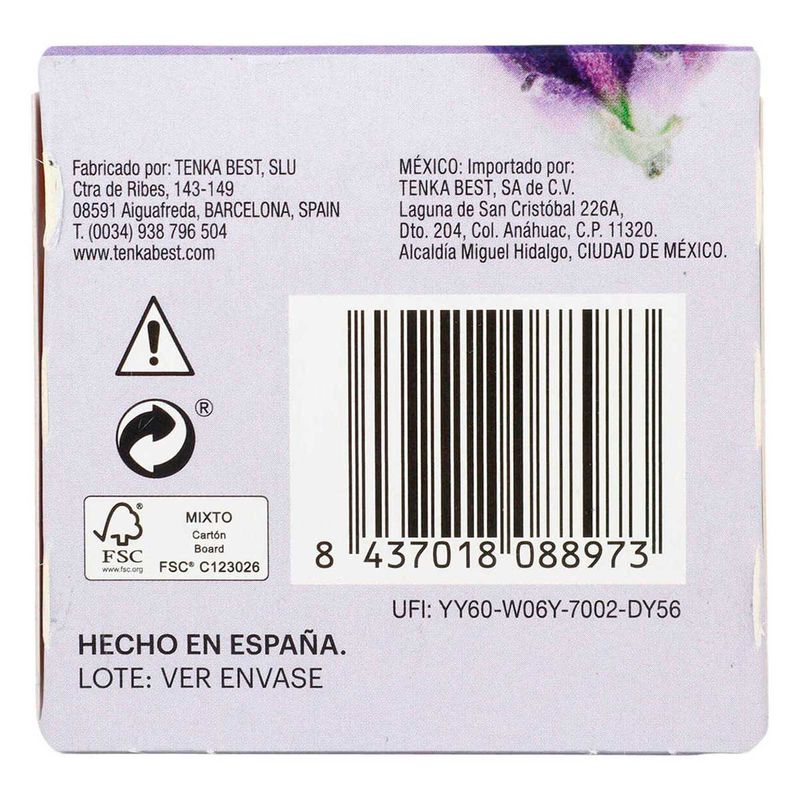 Fabricado por: TENKA BEST, SLU
Ctra de Ribes, 143-149
08591 Aiguafreda, BARCELONA, SPAIN
T. (0034) 938 796 504
www.tenkabest.com
MÉXICO: Importado por:
TENKA BEST, SA de C.V.
Laguna de San Cristóbal 226A,
Dto. 204, Col. Anáhuac, C.P. 11320.
Alcaldía Miguel Hidalgo, CIUDAD DE MÉXICO.
®
FSC®
www.fsc.org
MIXTO
Cartón
Board
FSC® C123026
8 437018 088973
UFI: YY60-W06Y-7002-DY56
HECHO EN ESPAÑA.
LOTE: VER ENVASE